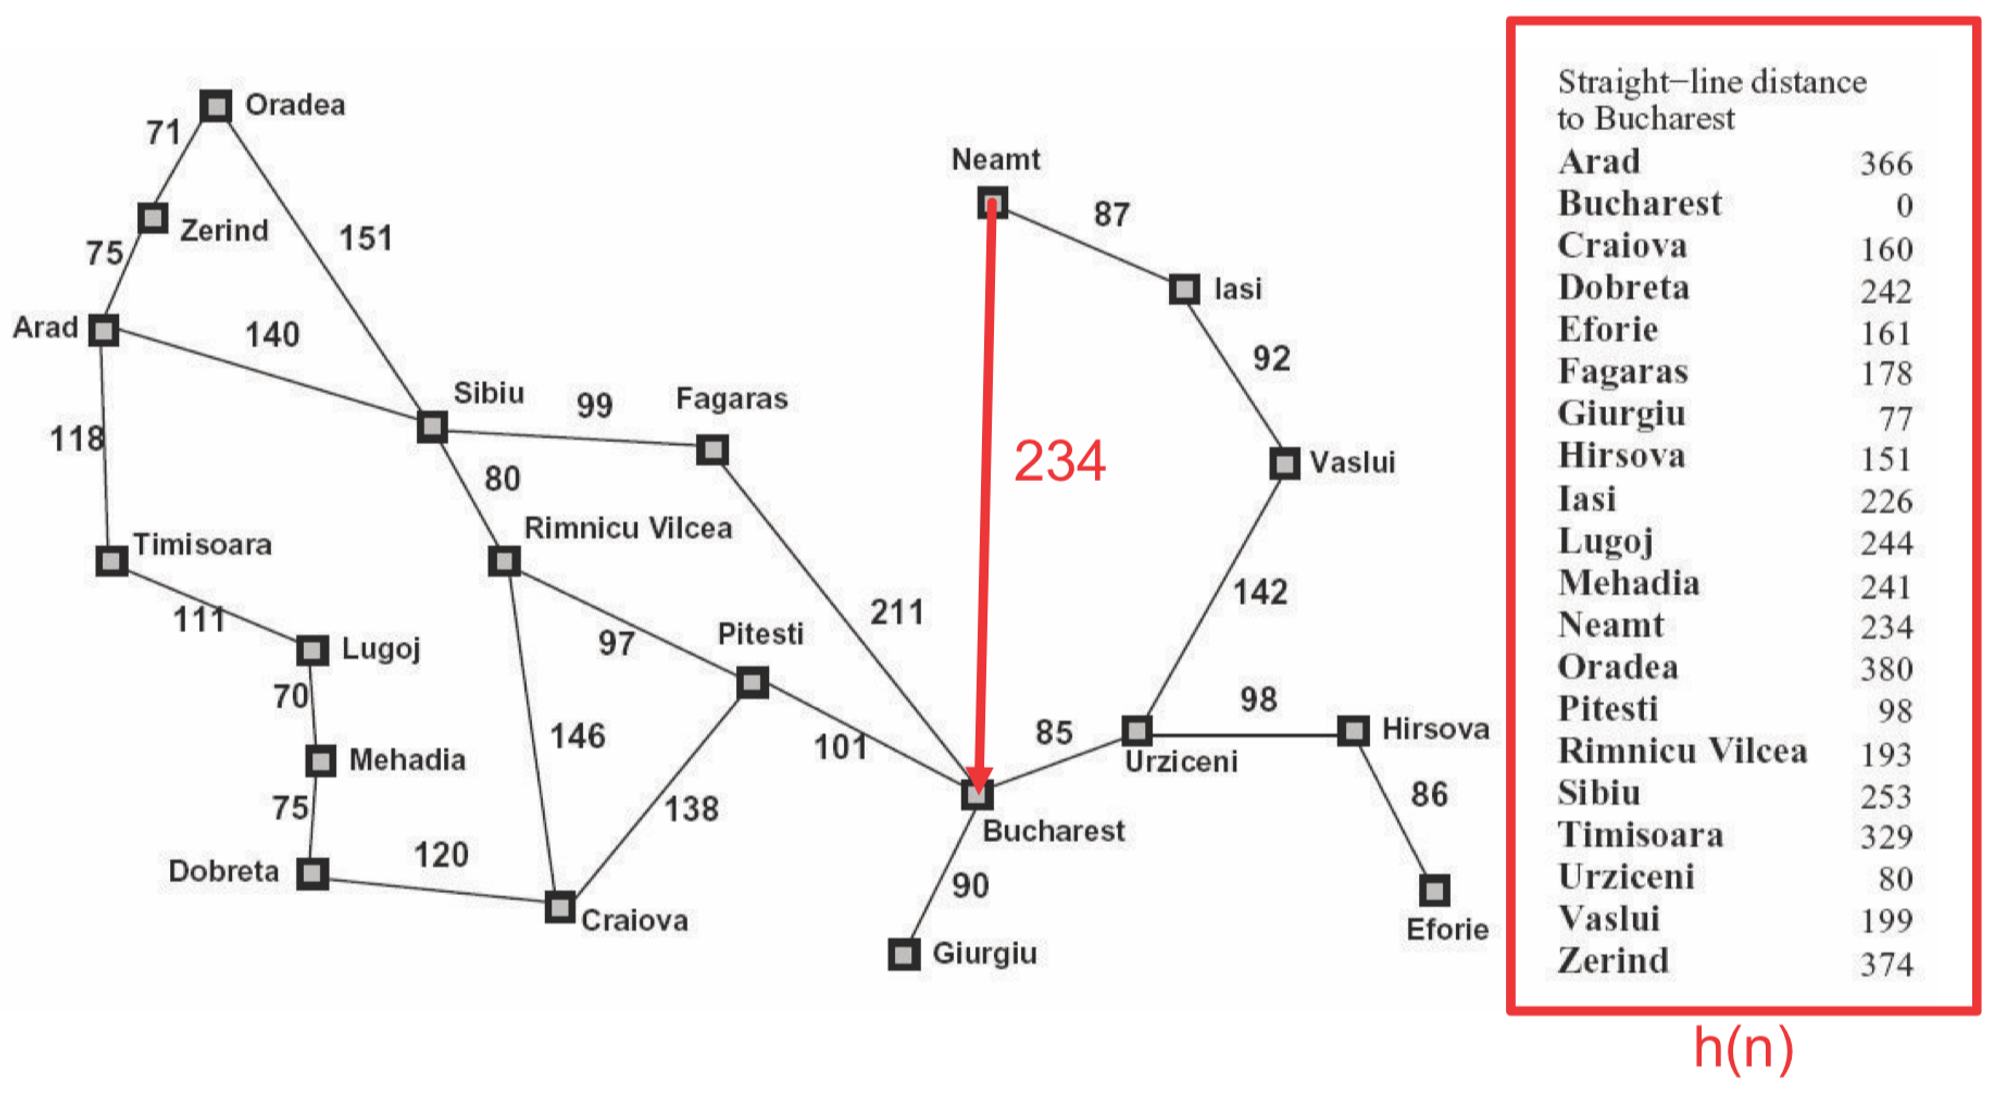 Oradea
71
Neamt
87
Zerind
151
75
Iasi
Arad
140
92
Sibiu
99
Fagaras
118
234
Vaslui
80
Rimnicu Vilcea
Timisoara
142
111
211
97
Pitesti
Lugoj
70
98
146
101
85
Hirsova
Urziceni
Mehadia
75
138
86
Bucharest
120
Dobreta
90
Craiova
Eforie
Giurgiu
Straight–line distance
to Bucharest
Arad 366
Bucharest 0
Craiova 160
Dobreta 242
Eforie 161
Fagaras 178
Giurgiu 77
Hirsova 151
Iasi 226
Lugoj 244
Mehadia 241
Neamt 234
Oradea 380
Pitesti 98
Rimnicu Vilcea 193
Sibiu 253
Timisoara 329
Urziceni 80
Vaslui 199
Zerind 374
h(n)